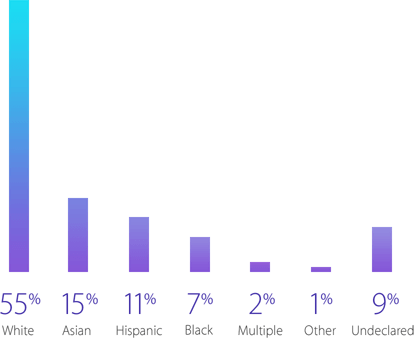 55% 15% 11% 7% 2% 1% 9%
White Asian Hispanic Black Multiple Other Undeclared